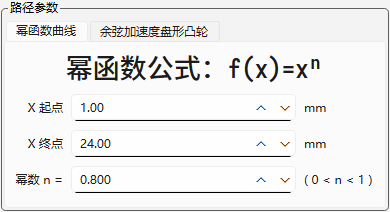 路径参数
幂函数曲线 余弦加速度盘形凸轮
幂函数公式：f(x)=xⁿ
X 起点 1.00 mm
X 终点 24.00 mm
幂数 n = 0.800 ( 0 < n < 1 )